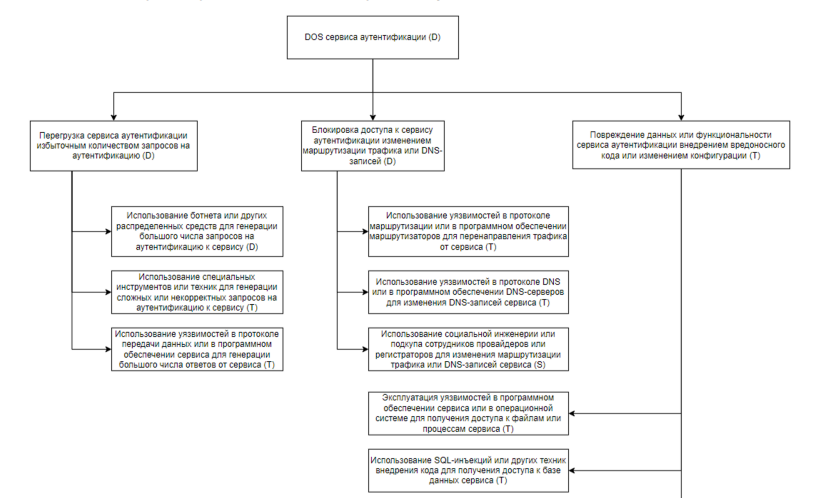 DOS сервиса аутентификации (D)
Перегрузка сервиса аутентификации
избыточным количеством запросов на
аутентификацию (D)
Блокировка доступа к сервису
аутентификации изменением
маршрутизации трафика или DNS-
записей (D)
Повреждение данных или функциональности
сервиса аутентификации внедрением вредоносного
кода или изменением конфигурации (T)
Использование ботнета или других
распределенных средств для генерации
большого числа запросов на
аутентификацию к сервису (D)
Использование специальных
инструментов или техник для генерации
сложных или некорректных запросов на
аутентификацию к сервису (T)
Использование уязвимостей в протоколе
передачи данных или в программном
обеспечении сервиса для генерации
большого числа ответов от сервиса (T)
Использование уязвимостей в протоколе
маршрутизации или в программном обеспечении
маршрутизаторов для перенаправления трафика
от сервиса (T)
Использование уязвимостей в протоколе DNS
или в программном обеспечении DNS-серверов
для изменения DNS-записей сервиса (T)
Использование социальной инженерии или
подкупа сотрудников провайдеров или
регистраторов для изменения маршрутизации
трафика или DNS-записей сервиса (S)
Эксплуатация уязвимостей в программном
обеспечении сервиса или в операционной
системе для получения доступа к файлам или
процессам сервиса (T)
Использование SQL-инъекций или других техник
внедрения кода для получения доступа к базе
данных сервиса (T)